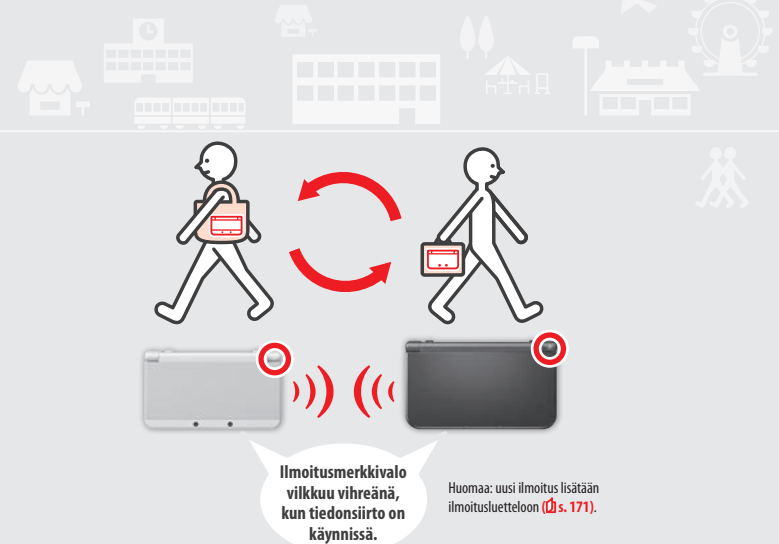 Ilmoitusmerkkivalo
vilkkuu vihreänä,
kun tiedonsiirto on
käynnissä.
Huomaa: uusi ilmoitus lisätään
ilmoitusluetteloon (s. 171).